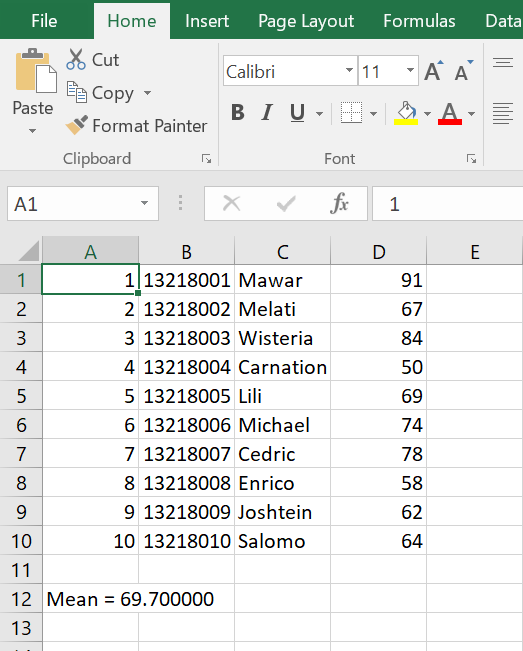 File Home Insert Page Layout Formulas Data
Cut
Calibri 11 A A
Paste Copy
B I U A
Format Painter
Clipboard Font
A1 fx 1
A B C D E
1 1 13218001 Mawar 91
2 2 13218002 Melati 67
3 3 13218003 Wisteria 84
4 4 13218004 Carnation 50
5 5 13218005 Lili 69
6 6 13218006 Michael 74
7 7 13218007 Cedric 78
8 8 13218008 Enrico 58
9 9 13218009 Joshtein 62
10 10 13218010 Salomo 64
11
12 Mean = 69.700000
13